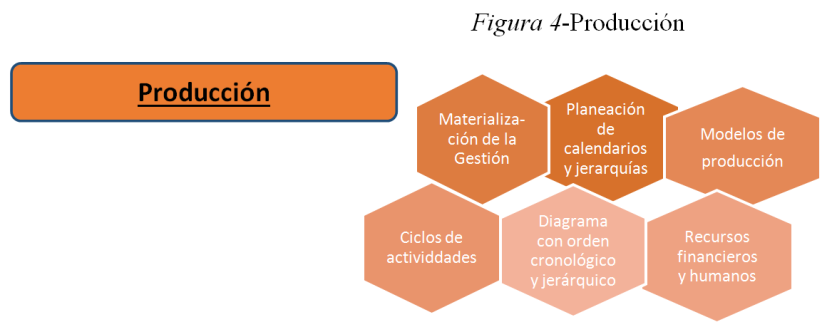 Figura 4-Producción
Producción
Materializa-
ción de la
Gestión
Planeación
de
calendarios
y jerarquías
Modelos de
producción
Ciclos de
actividdades
Diagrama
con orden
cronológico
y jerárquico
Recursos
financieros
y humanos